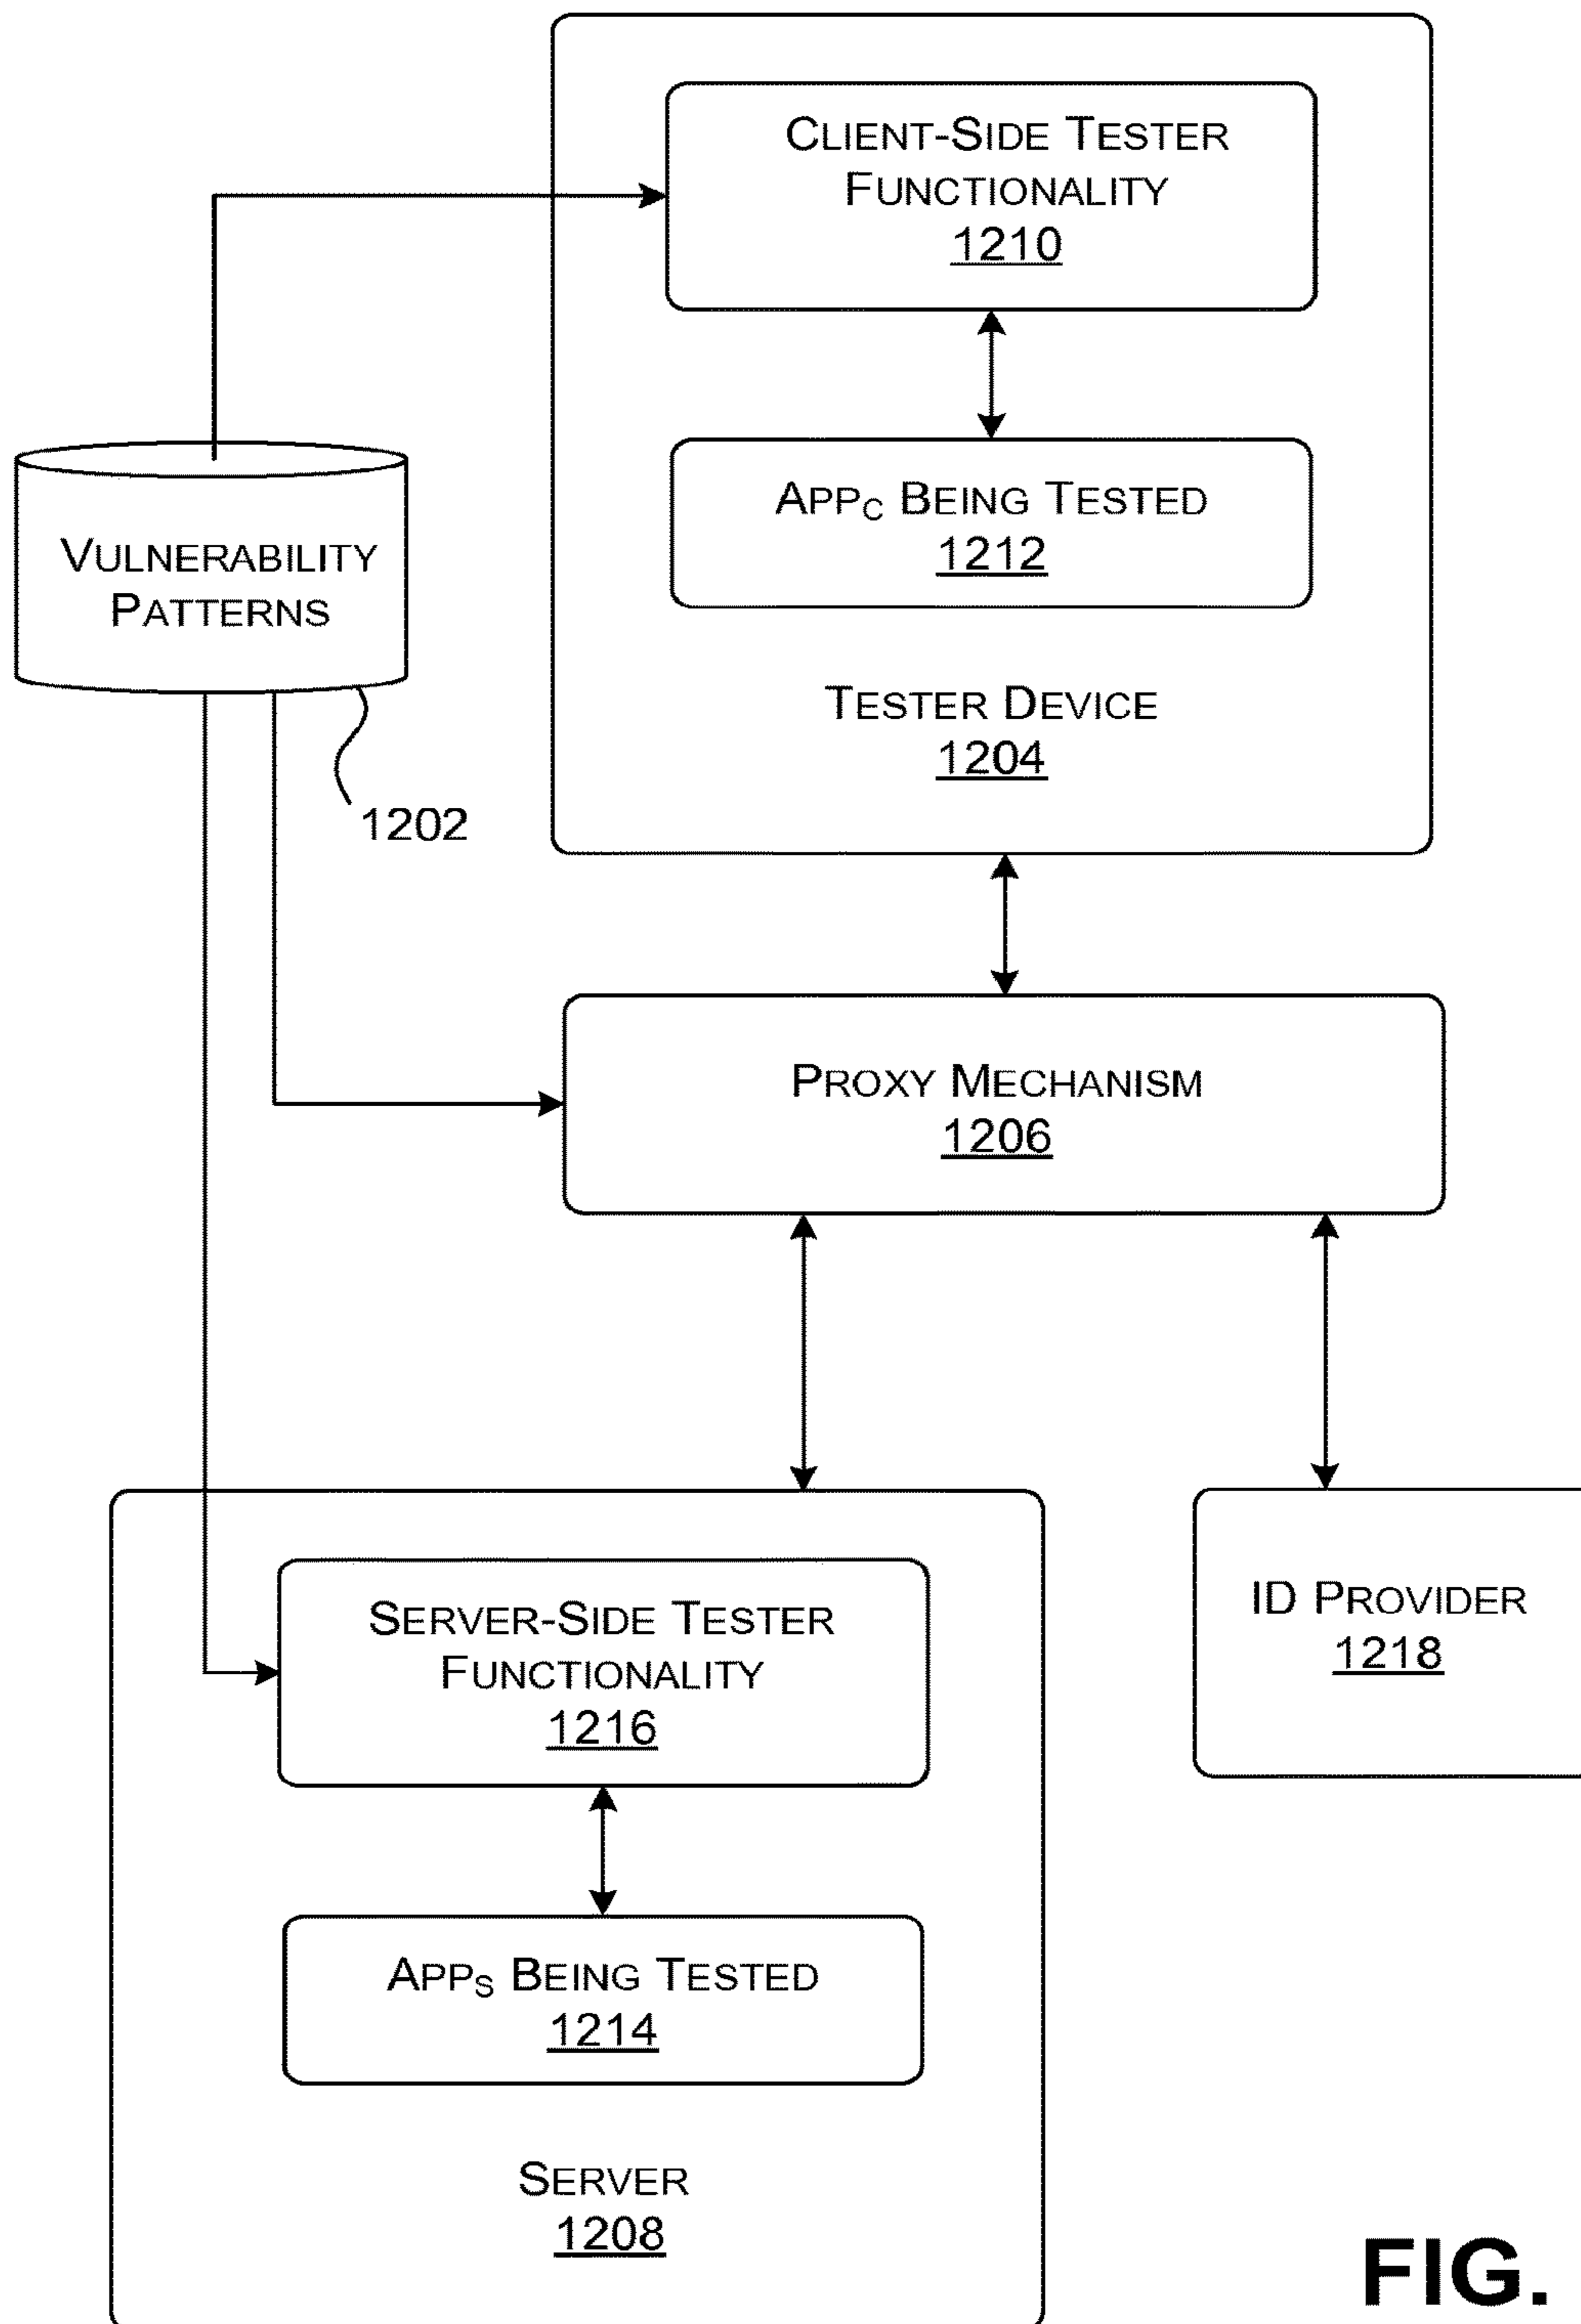 CLIENT-SIDE TESTER
FUNCTIONALITY
1210
APPC BEING TESTED
1212
VULNERABILITY
PATTERNS
TESTER DEVICE
1204
1202
PROXY MECHANISM
1206
SERVER-SIDE TESTER
FUNCTIONALITY
1216
ID PROVIDER
1218
APPS BEING TESTED
1214
SERVER
1208
FIG.